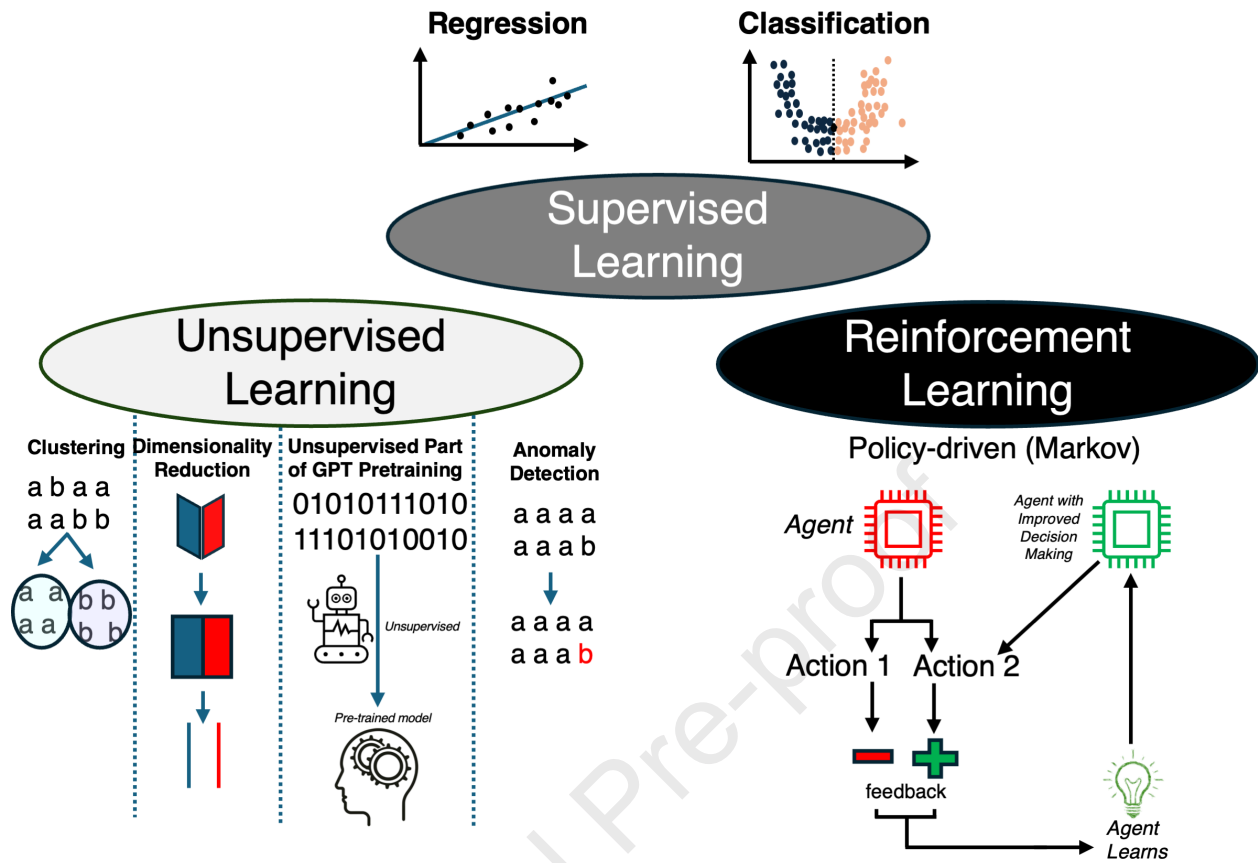 Regression
Classification
Supervised
Learning
Unsupervised
Learning
Reinforcement
Learning
Clustering
a b a a
a a b b
a a
a a
b b
b b
Dimensionality
Reduction
Unsupervised Part
of GPT Pretraining
01010111010
11101010010
Unsupervised
Pre-trained model
Anomaly
Detection
a a a a
a a a b
a a a a
a a a b
Policy-driven (Markov)
Agent
Agent with
Improved
Decision
Making
Action 1
Action 2
feedback
Agent
Learns
l Pre-proof